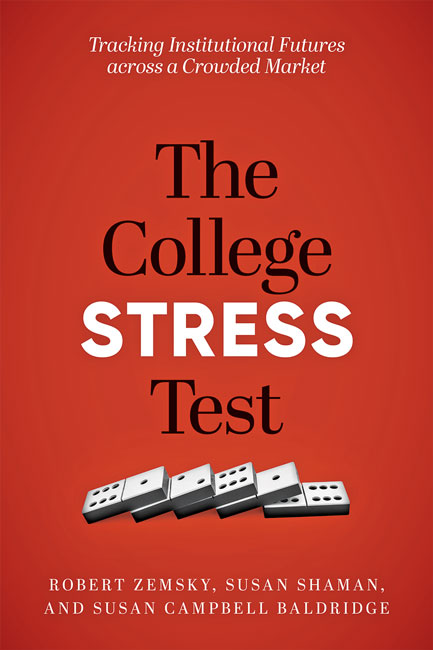 Tracking Institutional Futures
across a Crowded Market
The
College
STRESS
Test
ROBERT ZEMSKY, SUSAN SHAMAN,
AND SUSAN CAMPBELL BALDRIDGE